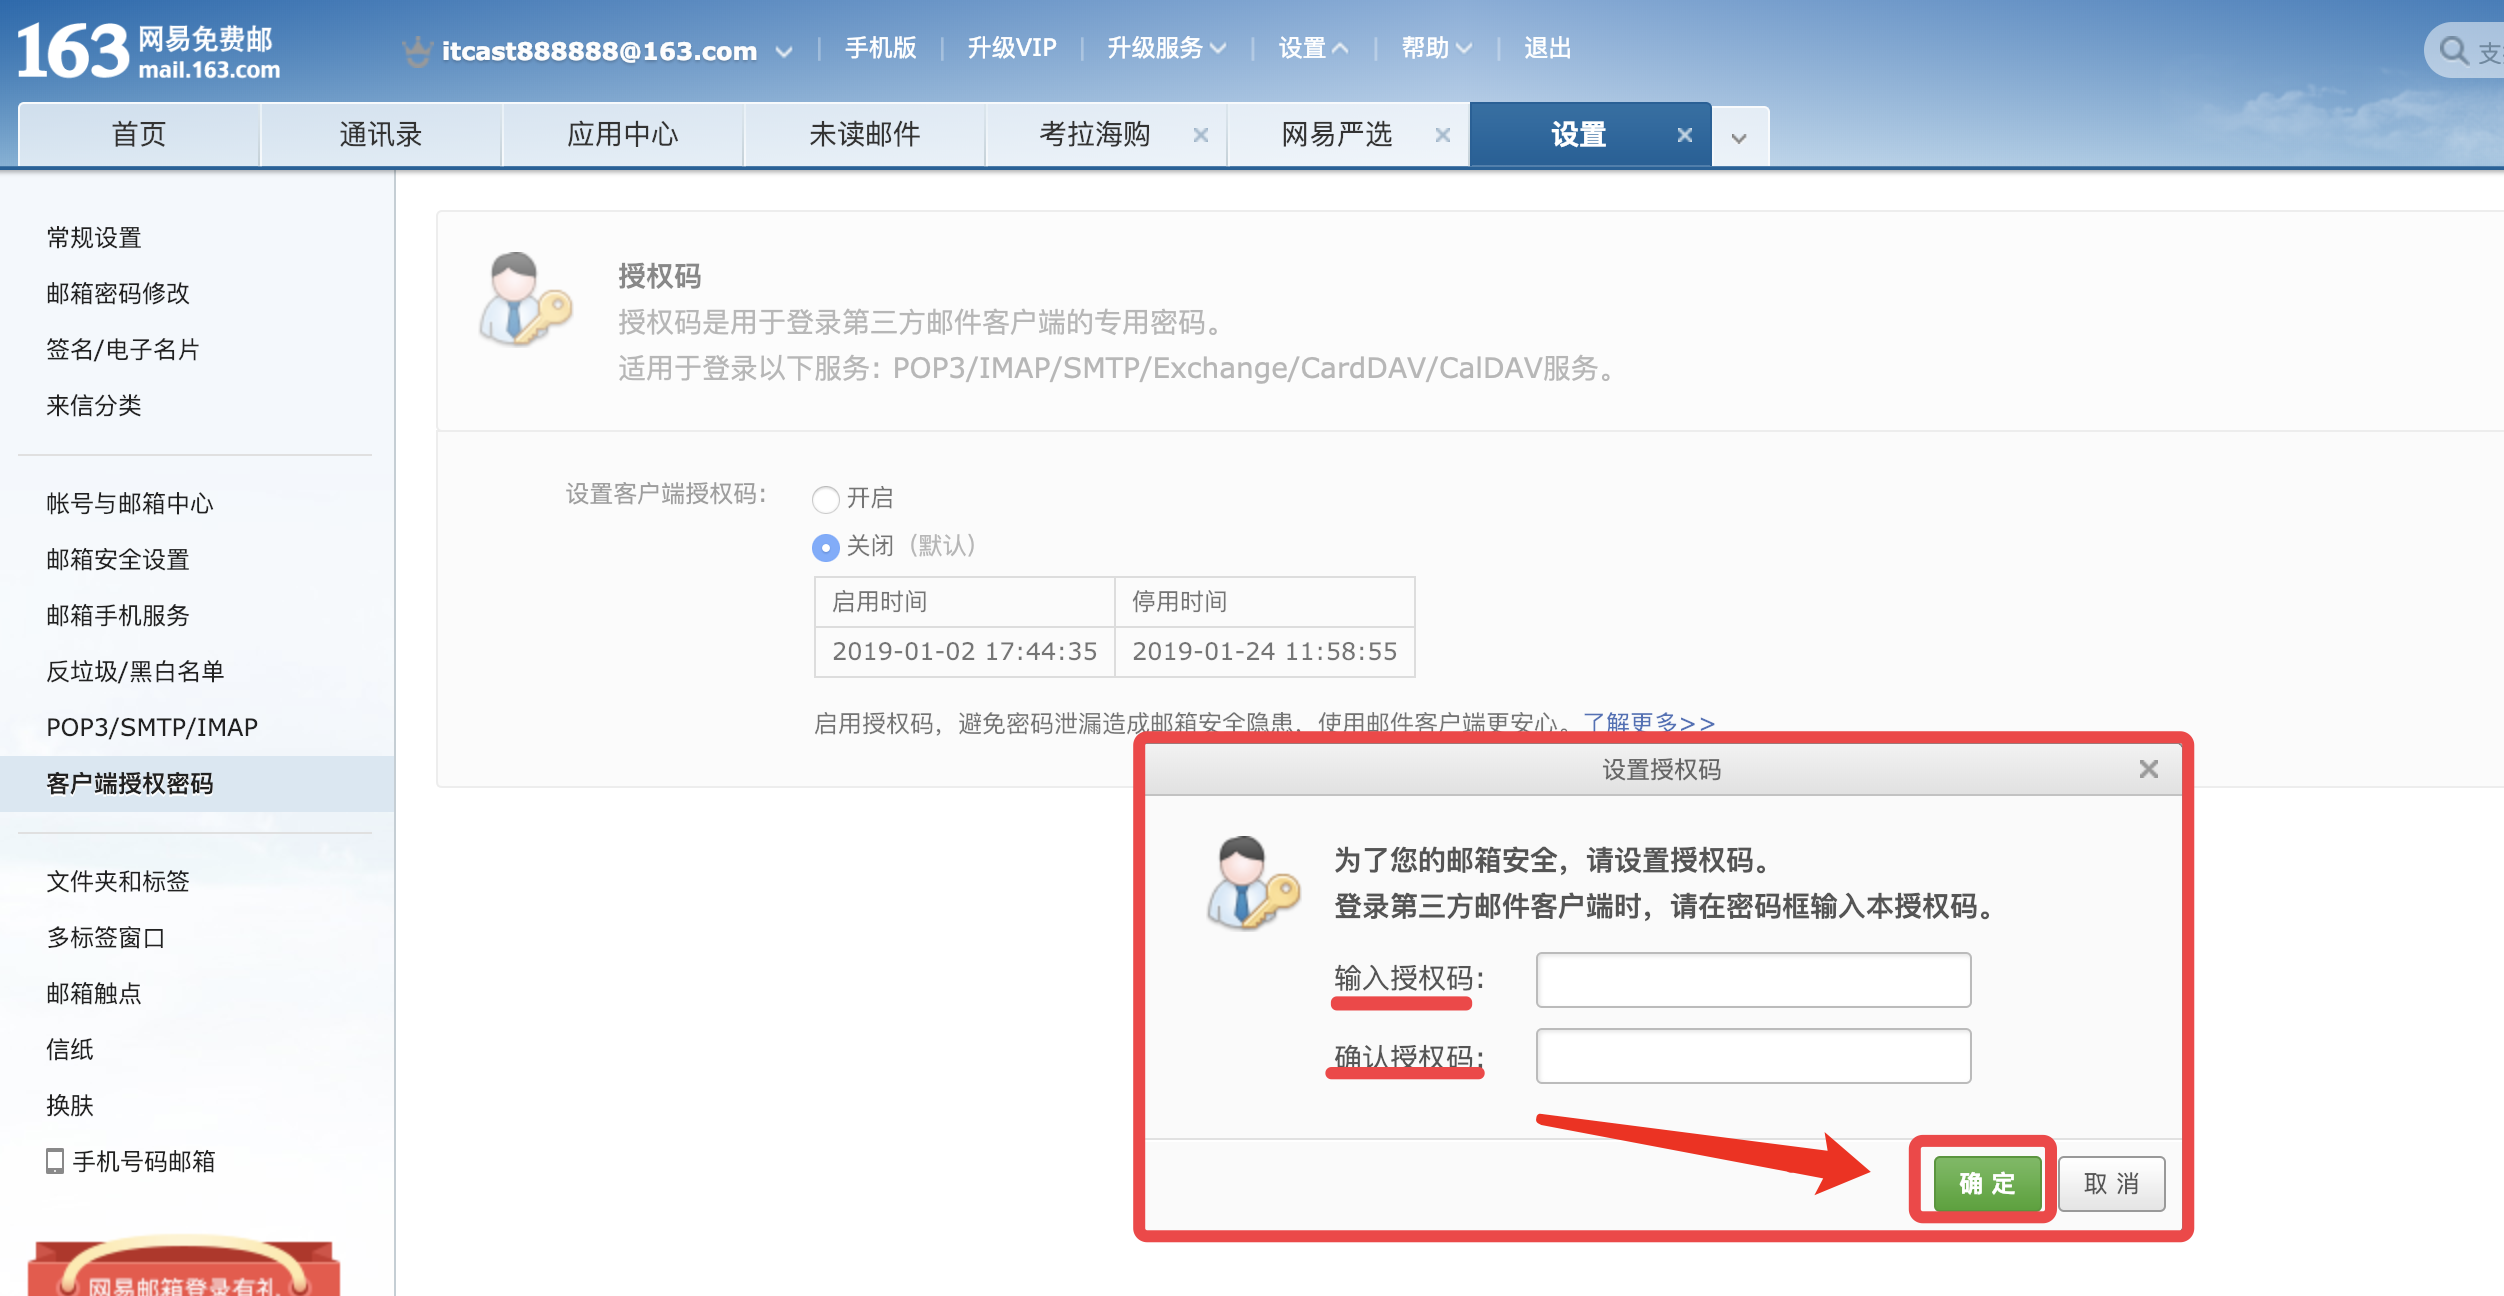 163 网易免费邮
mail.163.com
itcast888888@163.com
手机版
升级VIP
升级服务
设置
帮助
退出
首页
通讯录
应用中心
未读邮件
考拉海购
网易严选
设置
常规设置
邮箱密码修改
签名/电子名片
来信分类
帐号与邮箱中心
邮箱安全设置
邮箱手机服务
反垃圾/黑白名单
POP3/SMTP/IMAP
客户端授权密码
文件夹和标签
多标签窗口
邮箱触点
信纸
换肤
手机号码邮箱
网易邮箱登录有礼
授权码
授权码是用于登录第三方邮件客户端的专用密码。
适用于登录以下服务: POP3/IMAP/SMTP/Exchange/CardDAV/CalDAV服务。
设置客户端授权码:
开启
关闭 (默认)
启用时间 停用时间
2019-01-02 17:44:35 2019-01-24 11:58:55
启用授权码，避免密码泄漏造成邮箱安全隐患，使用邮件客户端更安心。了解更多>>
设置授权码
为了您的邮箱安全，请设置授权码。
登录第三方邮件客户端时，请在密码框输入本授权码。
输入授权码:
确认授权码:
确 定
取 消